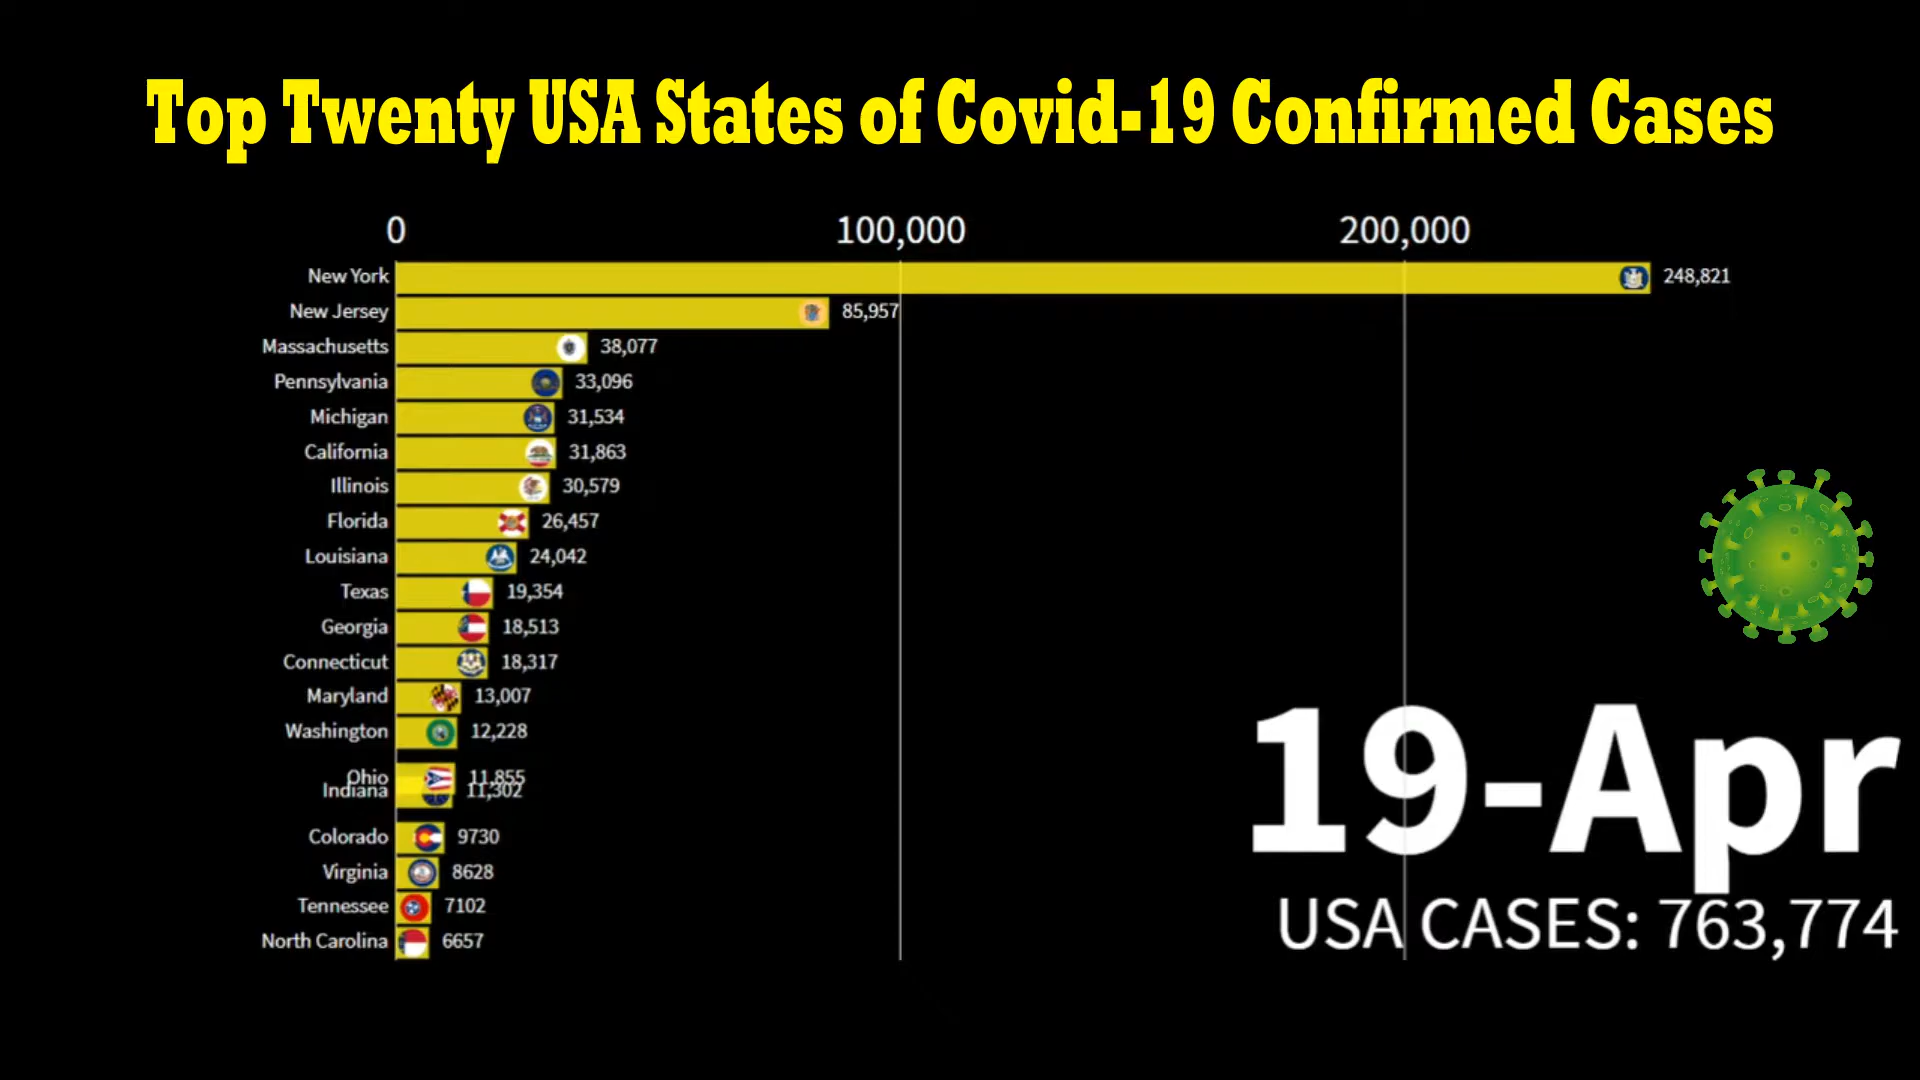 Top Twenty USA States of Covid-19 Confirmed Cases
0 100,000 200,000
New York 248,821
New Jersey 85,957
Massachusetts 38,077
Pennsylvania 33,096
Michigan 31,534
California 31,863
Illinois 30,579
Florida 26,457
Louisiana 24,042
Texas 19,354
Georgia 18,513
Connecticut 18,317
Maryland 13,007
Washington 12,228
Ohio 11,855
Indiana 11,302
Colorado 9730
Virginia 8628
Tennessee 7102
North Carolina 6657
19-Apr
USA CASES: 763,774